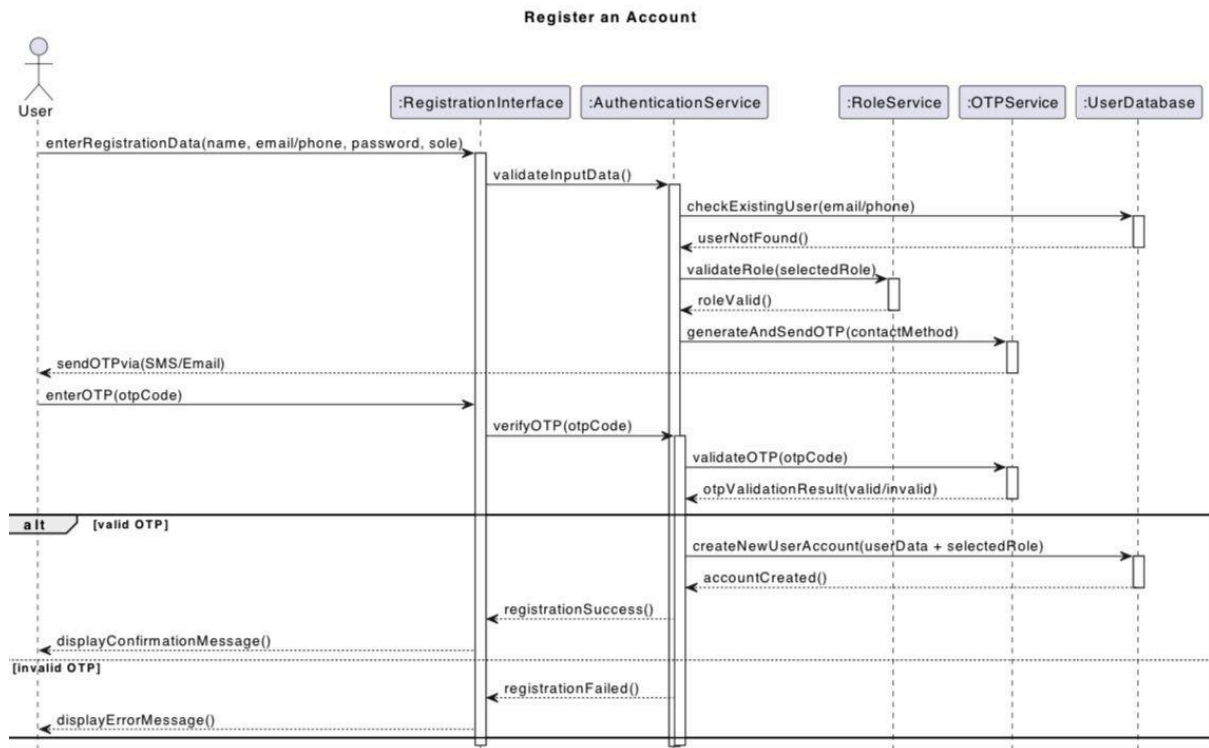 Register an Account
User
:RegistrationInterface
:AuthenticationService
:RoleService
:OTPService
:UserDatabase
enterRegistrationData(name, email/phone, password, sole)
validateInputData()
checkExistingUser(email/phone)
userNotFound()
validateRole(selectedRole)
roleValid()
generateAndSendOTP(contactMethod)
sendOTPvia(SMS/Email)
enterOTP(otpCode)
verifyOTP(otpCode)
validateOTP(otpCode)
otpValidationResult(valid/invalid)
alt [valid OTP]
createNewUserAccount(userData + selectedRole)
accountCreated()
registrationSuccess()
displayConfirmationMessage()
[invalid OTP]
registrationFailed()
displayErrorMessage()